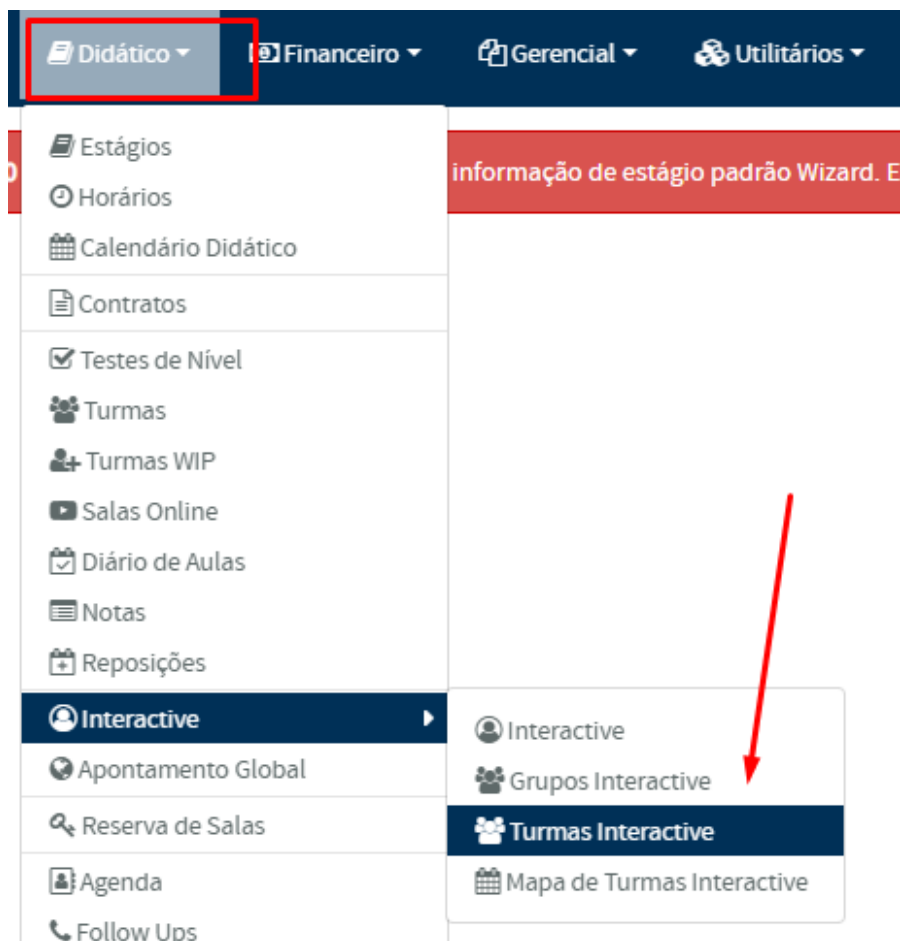 Didático Financeiro Gerencial Utilitários
informação de estágio padrão Wizard. E
Estágios
Horários
Calendário Didático
Contratos
Testes de Nível
Turmas
Turmas WIP
Salas Online
Diário de Aulas
Notas
Reposições
Interactive
Apontamento Global
Reserva de Salas
Agenda
Follow Ups
Interactive
Grupos Interactive
Turmas Interactive
Mapa de Turmas Interactive